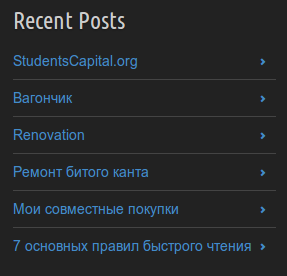 Recent Posts
StudentsCapital.org
Вагончик
Renovation
Ремонт битого канта
Мои совместные покупки
7 основных правил быстрого чтения